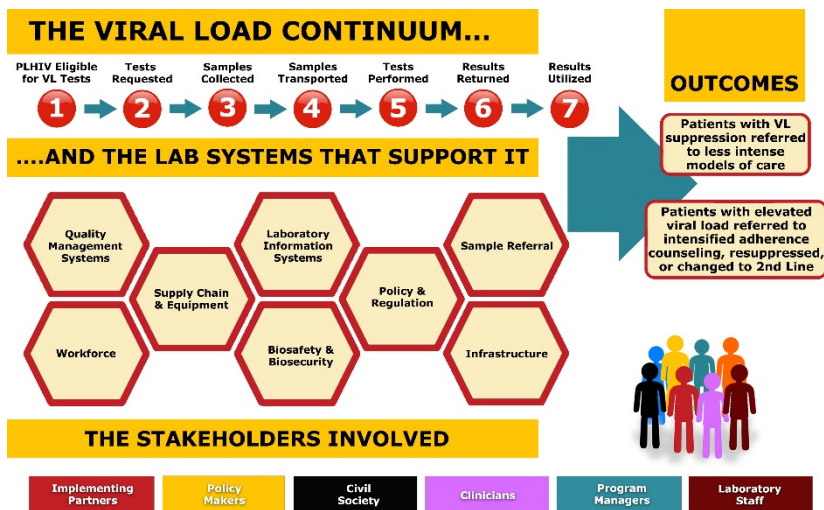 THE VIRAL LOAD CONTINUUM...
PLHIV Eligible
for VL Tests
Tests
Requested
Samples
Collected
Samples
Transported
Tests
Performed
Results
Returned
Results
Utilized
1
2
3
4
5
6
7
....AND THE LAB SYSTEMS THAT SUPPORT IT
Quality
Management
Systems
Laboratory
Information
Systems
Sample Referral
Supply Chain
& Equipment
Policy &
Regulation
Workforce
Biosafety &
Biosecurity
Infrastructure
OUTCOMES
Patients with VL
suppression referred
to less intense
models of care
Patients with elevated
viral load referred to
intensified adherence
counseling, resuppressed,
or changed to 2nd Line
THE STAKEHOLDERS INVOLVED
Implementing
Partners
Policy
Makers
Civil
Society
Clinicians
Program
Managers
Laboratory
Staff